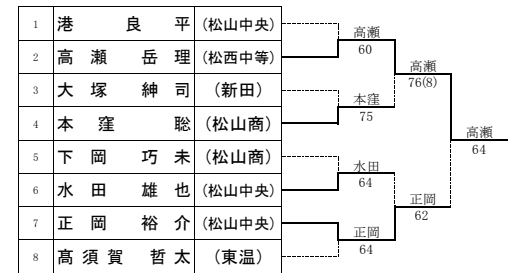 1 港 良 平 (松山中央)
2 高 瀬 岳 理 (松西中等)
3 大 塚 紳 司 (新田)
4 本 窪 聡 (松山商)
5 下 岡 巧 未 (松山商)
6 水 田 雄 也 (松山中央)
7 正 岡 裕 介 (松山中央)
8 髙 須 賀 哲 太 (東温)
高瀬
60
本窪
75
水田
64
正岡
64
高瀬
76(8)
正岡
62
高瀬
64